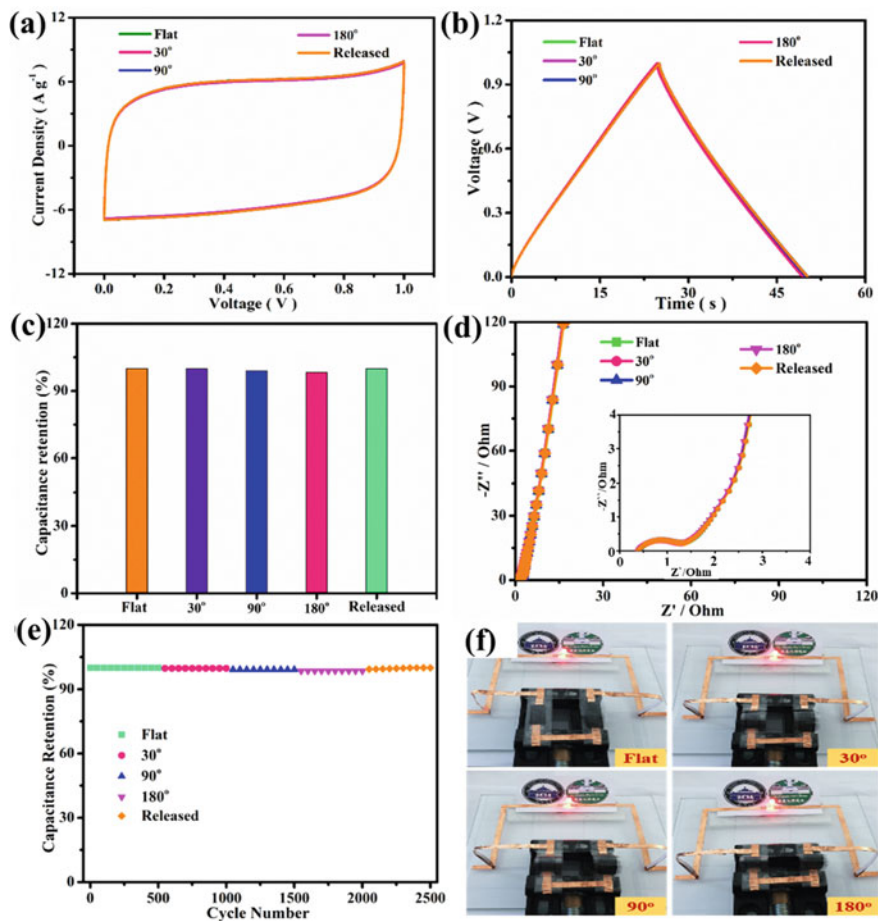 (a)
Flat
30°
90°
180°
Released
Current Density ( A g⁻¹ )
12
6
0
-6
-12
0.0 0.2 0.4 0.6 0.8 1.0
Voltage ( V )
(b)
Flat
30°
90°
180°
Released
Voltage ( V )
1.2
0.9
0.6
0.3
0.0
0 15 30 45 60
Time ( s )
(c)
Capacitance retention (%)
120
90
60
30
0
Flat 30° 90° 180° Released
(d)
Flat
30°
90°
180°
Released
-Z'' / Ohm
120
90
60
30
0
0 30 60 90 120
Z' / Ohm
-Z''/Ohm
4
3
2
1
0
0 1 2 3 4
Z'/Ohm
(e)
Flat
30°
90°
180°
Released
Capacitance Retention (%)
120
90
60
30
0
0 500 1000 1500 2000 2500
Cycle Number
(f)
Flat
30°
90°
180°